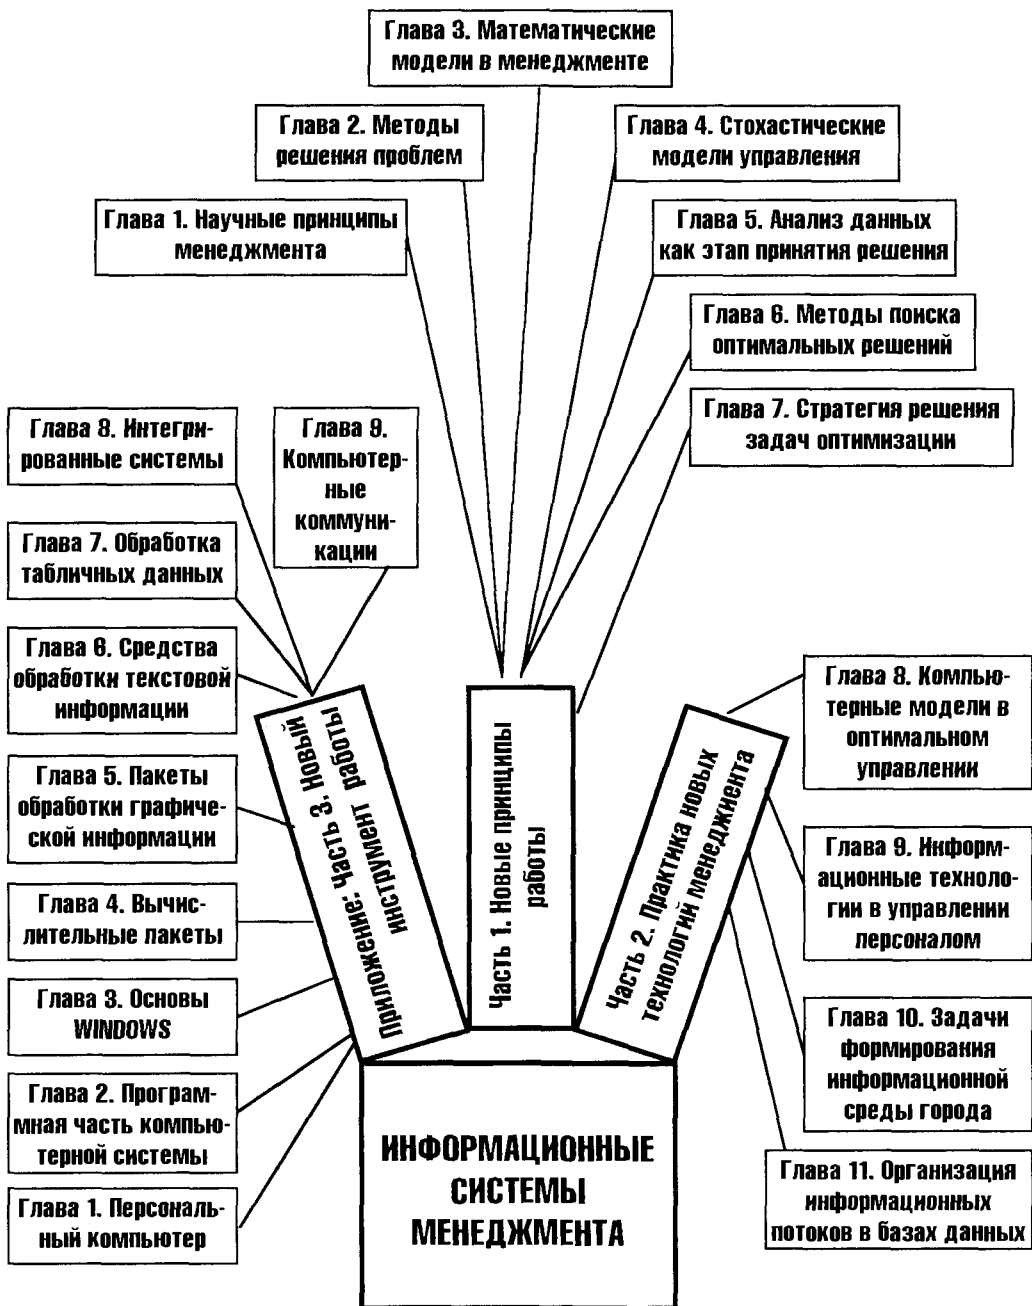 Глава 3. Математические
модели в менеджменте
Глава 2. Методы
решения проблем
Глава 4. Стохастические
модели управления
Глава 1. Научные принципы
менеджмента
Глава 5. Анализ данных
как этап принятия решения
Глава 6. Методы поиска
оптимальных решений
Глава 7. Стратегия решения
задач оптимизации
Глава 8. Интегри-
рованные системы
Глава 9.
Компьютер-
ные
коммуни-
кации
Глава 7. Обработка
табличных данных
Глава 6. Средства
обработки текстовой
информации
Глава 5. Пакеты
обработки графиче-
ской информации
Глава 4. Вычис-
лительные пакеты
Глава 3. Основы
WINDOWS
Глава 2. Програм-
мная часть компью-
терной системы
Глава 1. Персональ-
ный компьютер
Приложение: Часть 3. Новый
инструмент работы
Часть 1. Новые принципы
работы
Часть 2. Практика новых
технологий менеджиента
Глава 8. Компью-
терные модели в
оптимальном
управлении
Глава 9. Информ-
ационные техноло-
гии в управлении
персоналом
Глава 10. Задачи
формирования
информационной
среды города
Глава 11. Организация
информационных
потоков в базах данных
ИНФОРМАЦИОННЫЕ
СИСТЕМЫ
МЕНЕДЖМЕНТА